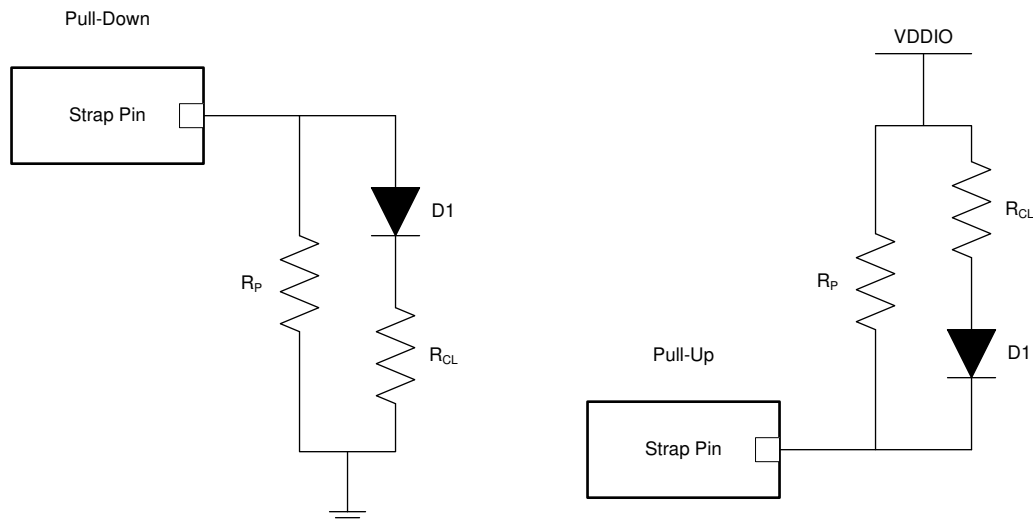 Pull-Down
Strap Pin
D1
RP
RCL
VDDIO
RCL
RP
D1
Pull-Up
Strap Pin